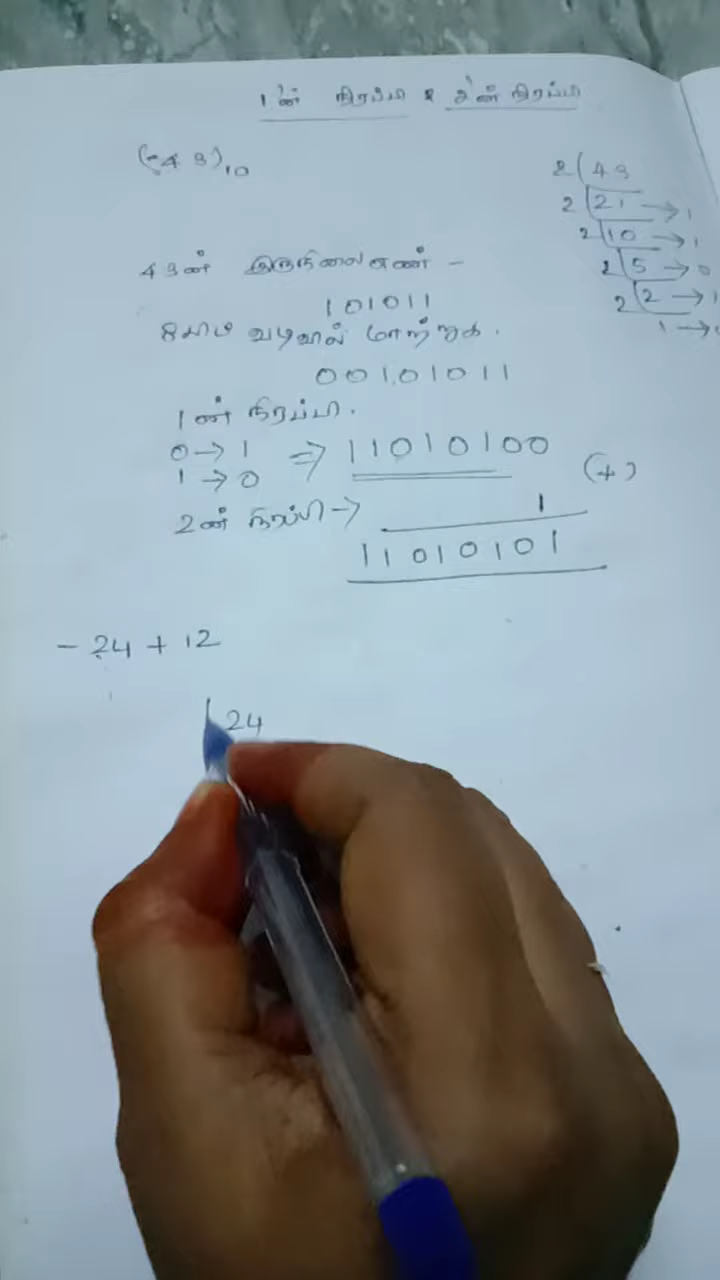 1ன் நிரப்பி & 2ன் நிரப்பி
(-43)10
2 43
2 21 → 1
2 10 → 1
2 5 → 0
2 2 → 1
1 → 0
43ன் இருநிலை எண் –
101011
8பிட் வடிவில் மாற்றுக.
00101011
1ன் நிரப்பி.
0 → 1 ⇒ 11010100
1 → 0 (+)
2ன் நிரப்பி → 1
11010101
- 24 + 12
24